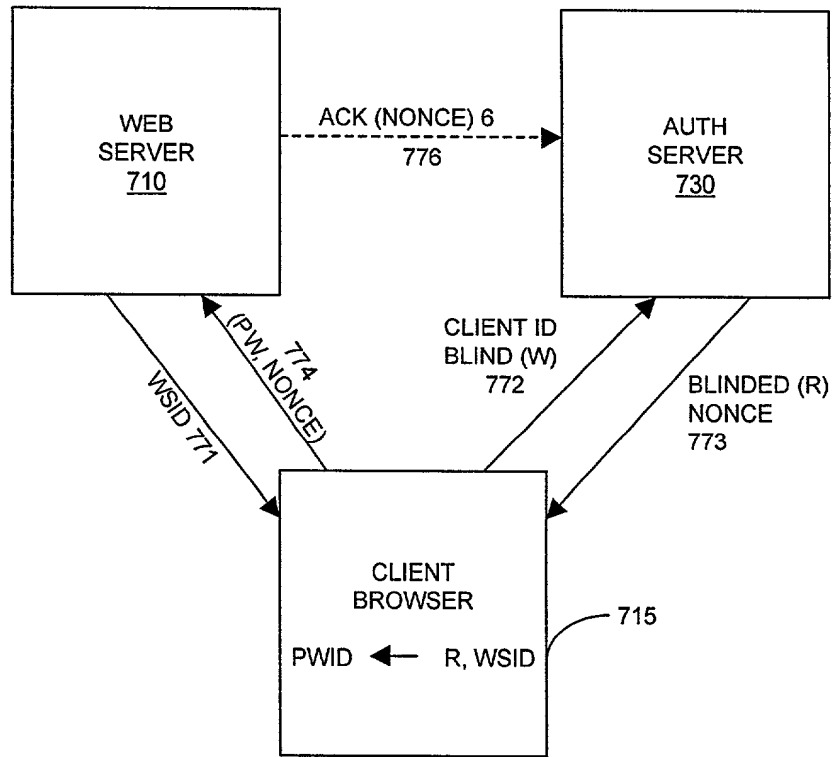 WEB
SERVER
710
ACK (NONCE) 6
776
AUTH
SERVER
730
WSID 771
774
(PW, NONCE)
CLIENT ID
BLIND (W)
772
BLINDED (R)
NONCE
773
CLIENT
BROWSER
PWID
R, WSID
715